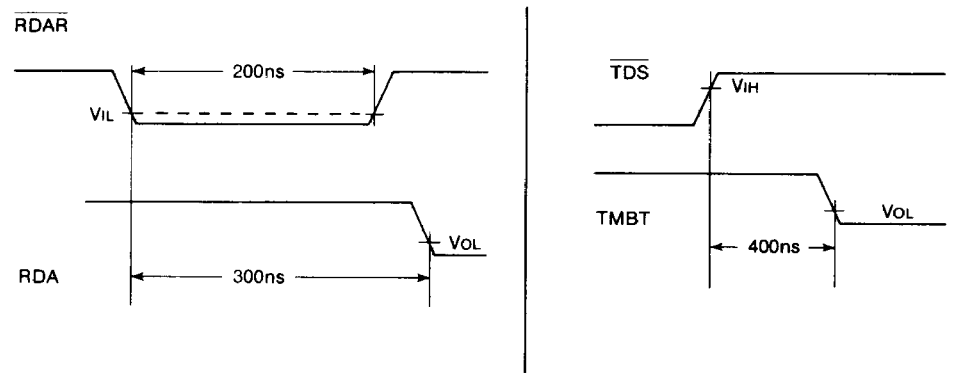 RDAR
200ns
VIL
VOL
RDA
300ns
TDS
VIH
TMBT
VOL
400ns